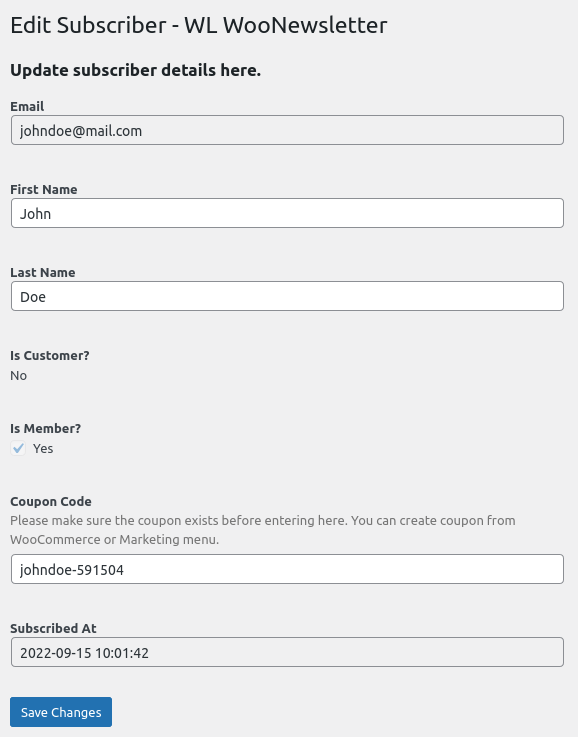 Edit Subscriber - WL WooNewsletter
Update subscriber details here.
Email
johndoe@mail.com
First Name
John
Last Name
Doe
Is Customer?
No
Is Member?
Yes
Coupon Code
Please make sure the coupon exists before entering here. You can create coupon from
WooCommerce or Marketing menu.
johndoe-591504
Subscribed At
2022-09-15 10:01:42
Save Changes